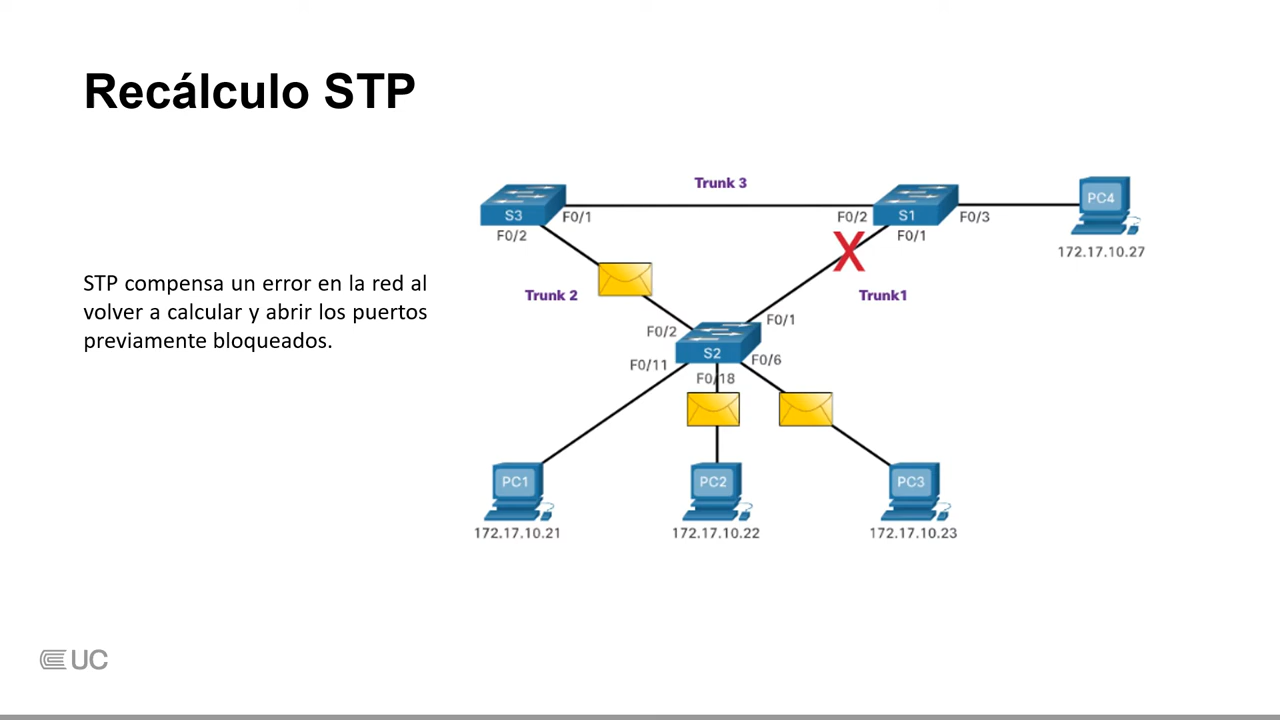 Recálculo STP
STP compensa un error en la red al
volver a calcular y abrir los puertos
previamente bloqueados.
Trunk 3
S3
F0/1
F0/2
S1
F0/3
PC4
F0/2
F0/1
172.17.10.27
Trunk 2
Trunk1
F0/2
F0/1
S2
F0/11
F0/6
F0/18
PC1
PC2
PC3
172.17.10.21
172.17.10.22
172.17.10.23
UC